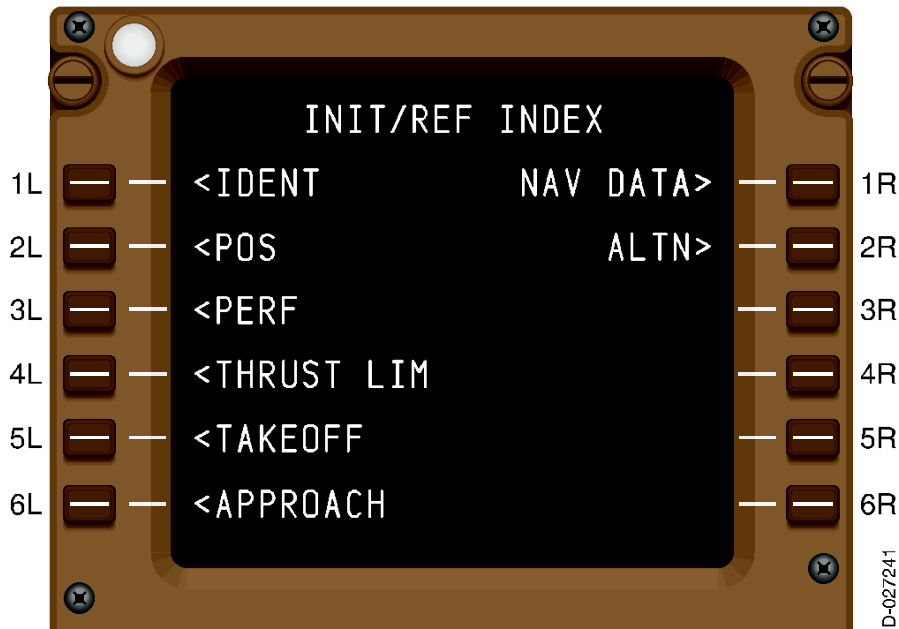 INIT/REF INDEX
1L <IDENT NAV DATA> 1R
2L <POS ALTN> 2R
3L <PERF 3R
4L <THRUST LIM 4R
5L <TAKEOFF 5R
6L <APPROACH 6R
D-027241